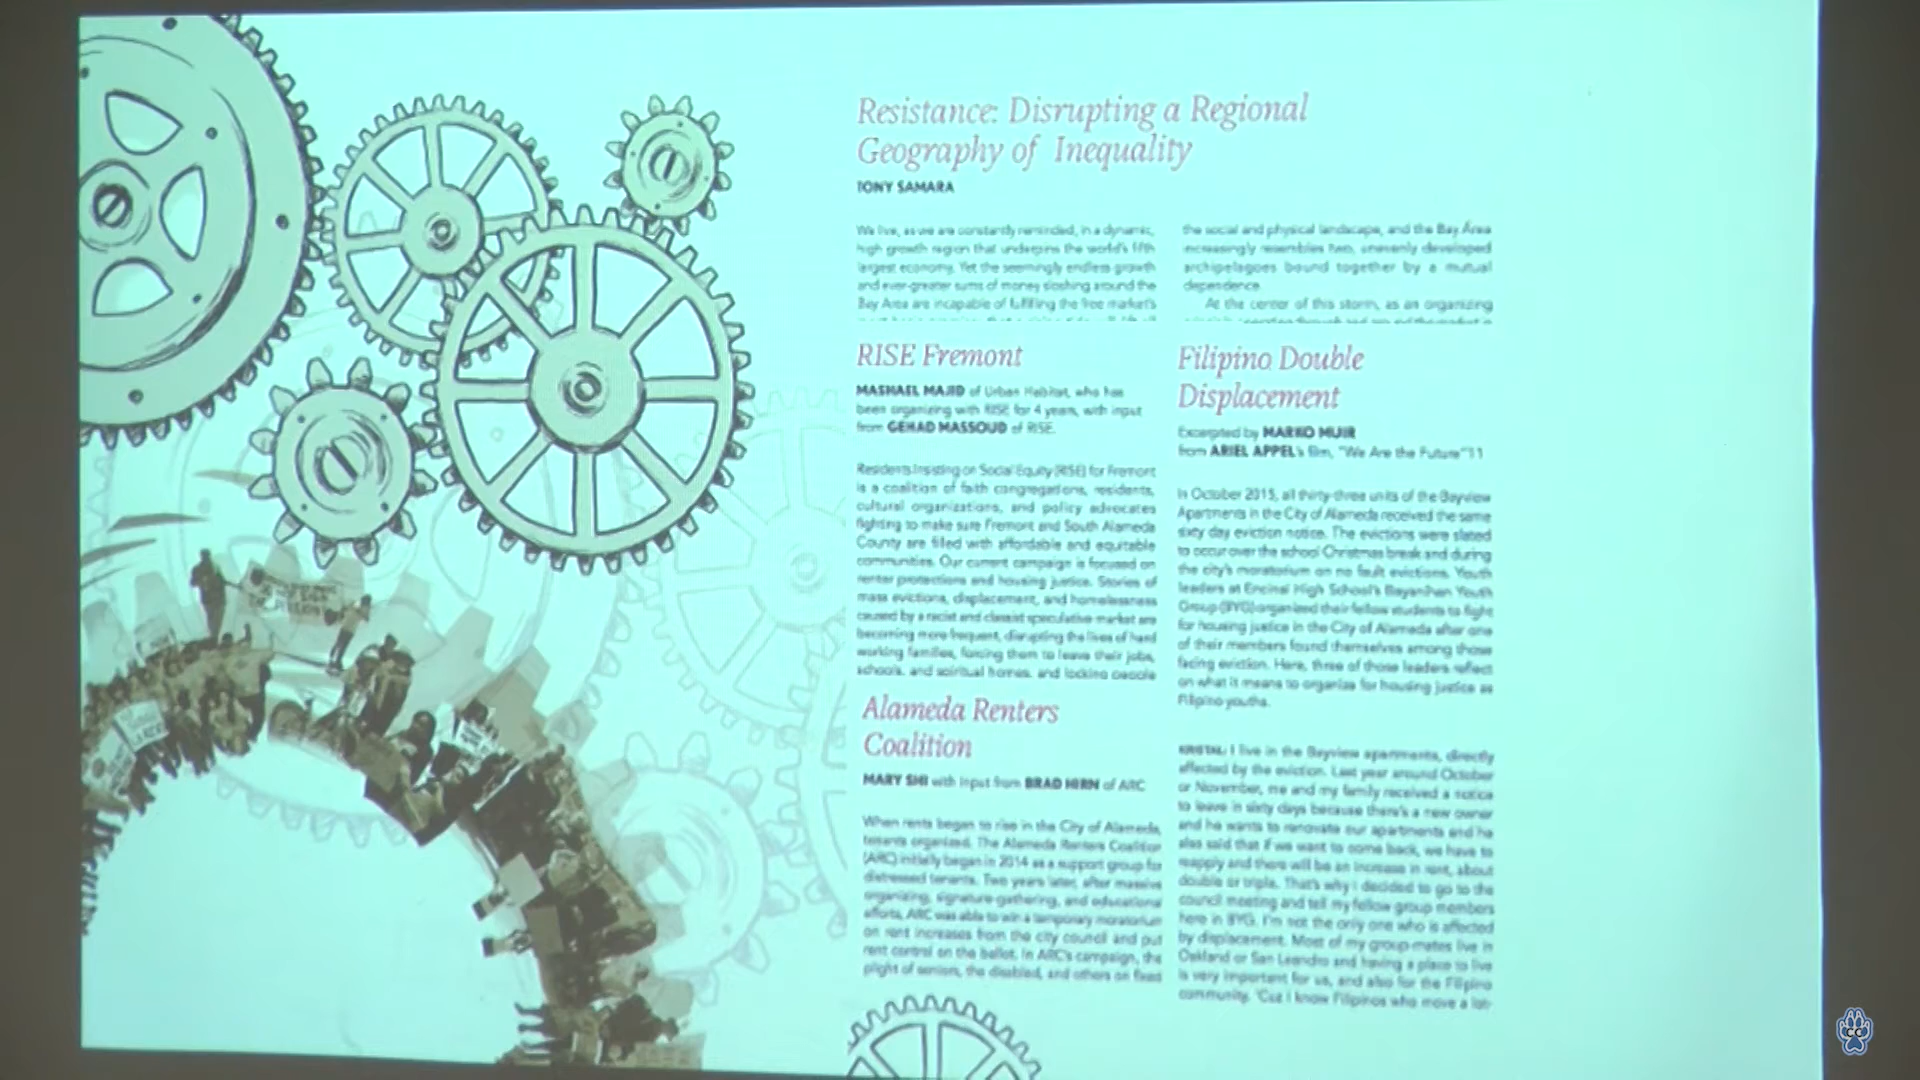 Resistance: Disrupting a Regional
Geography of Inequality
TONY SAMARA
We live, as we are constantly reminded, in a dynamic,
high growth region that undergins the world's fifth
largest economy. Yet the seemingly endless growth
and ever-greater sums of money sloshing around the
Bay Area are incapable of fulfilling the free market's
the social and physical landscape, and the Bay Area
increasingly resembles two, unevenly developed
archipelagoes bound together by a mutual
dependence.
At the center of this storm, as an organizing
RISE Fremont
MASHAEL MAJID of Urban Habitat, who has
been organizing with RISE for 4 years, with input
from GEHAD MASSOUD of RISE.
Residents Insisting on Social Equity (RISE) for Fremont
is a coalition of faith congregations, residents,
cultural organizations, and policy advocates
fighting to make sure Fremont and South Alameda
County are filled with affordable and equitable
communities. Our current campaign is focused on
renter protections and housing justice. Stories of
mass evictions, displacement, and homelessness
caused by a racist and classist speculative market are
becoming more frequent, disrupting the lives of hard
working families, forcing them to leave their jobs,
schools, and spiritual homes, and locking people
Alameda Renters
Coalition
MARY SHI with input from BRAD HIRN of ARC
When rents began to rise in the City of Alameda,
tenants organized. The Alameda Renters Coalition
(ARC) initially began in 2014 as a support group for
distressed tenants. Two years later, after massive
organizing, signature-gathering, and educational
efforts, ARC was able to win a temporary moratorium
on rent increases from the city council and put
rent control on the ballot. In ARC's campaign, the
plight of seniors, the disabled, and others on fixed
Filipino Double
Displacement
Excerpted by MARKO MUIR
from ARIEL APPEL's film, "We Are the Future"11
In October 2015, all thirty-three units of the Bayview
Apartments in the City of Alameda received the same
sixty day eviction notice. The evictions were slated
to occur over the school Christmas break and during
the city's moratorium on no fault evictions. Youth
leaders at Encinal High School's Bayanihan Youth
Group (BYG) organized their fellow students to fight
for housing justice in the City of Alameda after one
of their members found themselves among those
facing eviction. Here, three of those leaders reflect
on what it means to organize for housing justice as
Filipino youths.
KRISTAL: I live in the Bayview apartments, directly
affected by the eviction. Last year around October
or November, me and my family received a notice
to leave in sixty days because there's a new owner
and he wants to renovate our apartments and he
also said that if we want to come back, we have to
reapply and there will be an increase in rent, about
double or triple. That's why I decided to go to the
council meeting and tell my fellow group members
here in BYG. I'm not the only one who is affected
by displacement. Most of my group-mates live in
Oakland or San Leandro and having a place to live
is very important for us, and also for the Filipino
community. 'Cuz I know Filipinos who move a lot-
CC